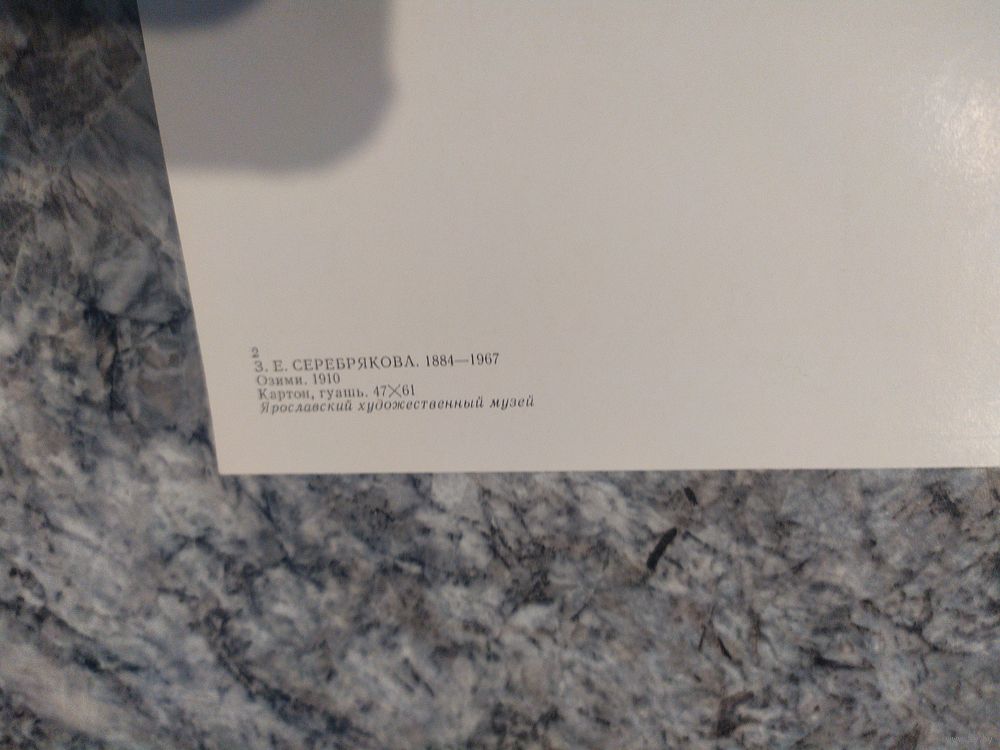 2
З. Е. СЕРЕБРЯКОВА. 1884—1967
Озими. 1910
Картон, гуашь. 47×61
Ярославский художественный музей